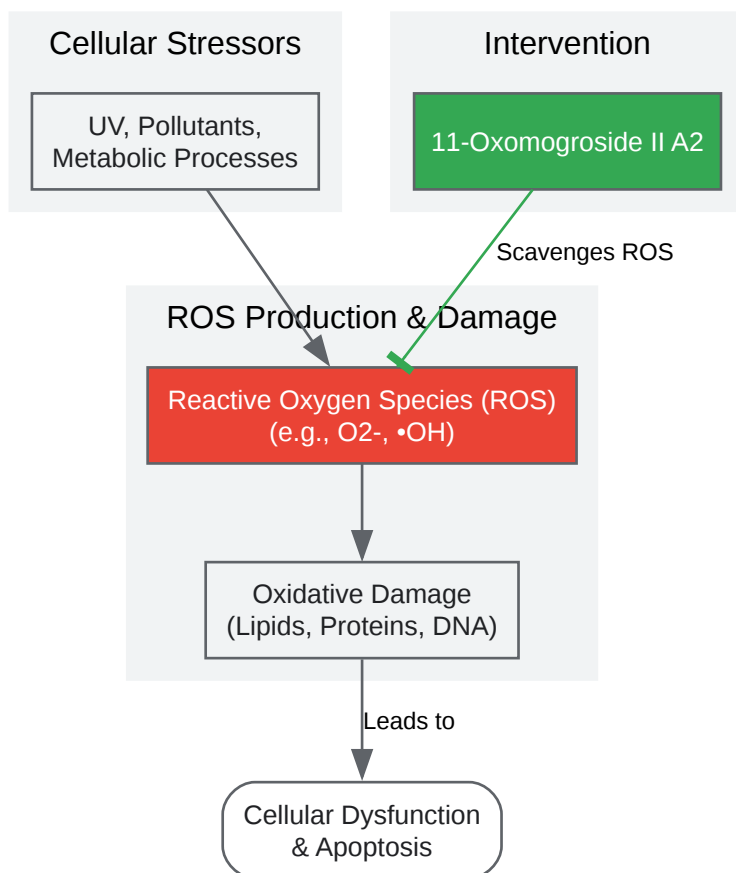 Cellular Stressors
UV, Pollutants,
Metabolic Processes
Intervention
11-Oxomogroside II A2
Scavenges ROS
ROS Production & Damage
Reactive Oxygen Species (ROS)
(e.g., O2-, •OH)
Oxidative Damage
(Lipids, Proteins, DNA)
Leads to
Cellular Dysfunction
& Apoptosis